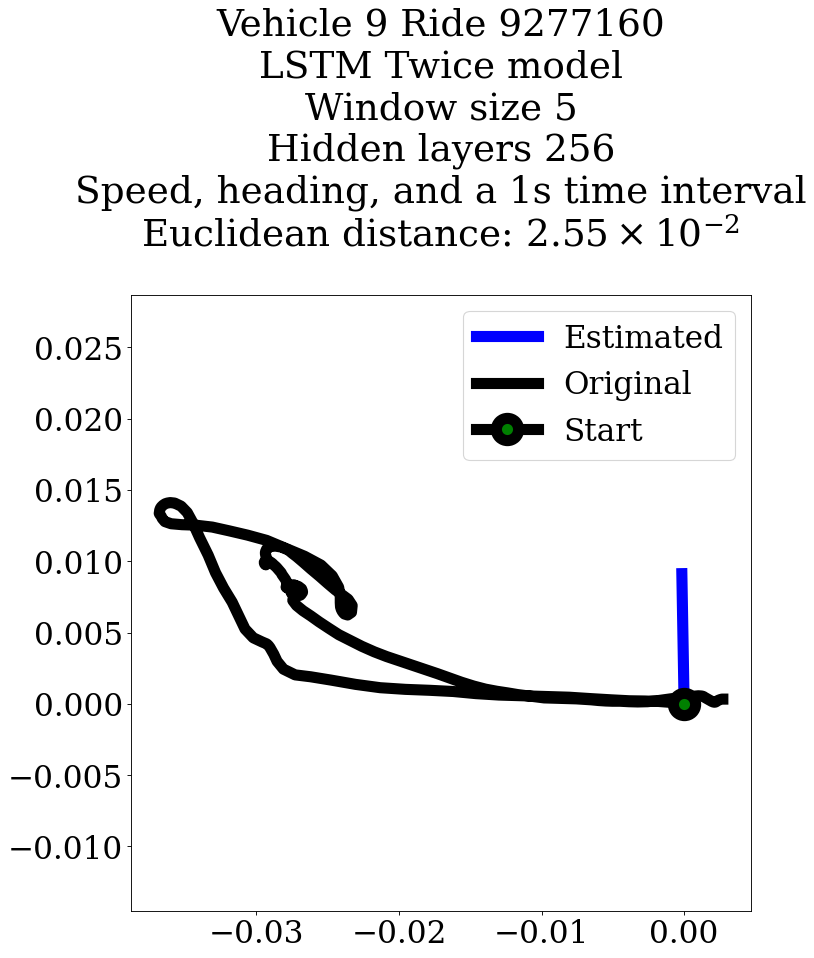 Vehicle 9 Ride 9277160
LSTM Twice model
Window size 5
Hidden layers 256
Speed, heading, and a 1s time interval
Euclidean distance: 2.55 × 10⁻²
Estimated
Original
Start
0.025
0.020
0.015
0.010
0.005
0.000
−0.005
−0.010
−0.03 −0.02 −0.01 0.00